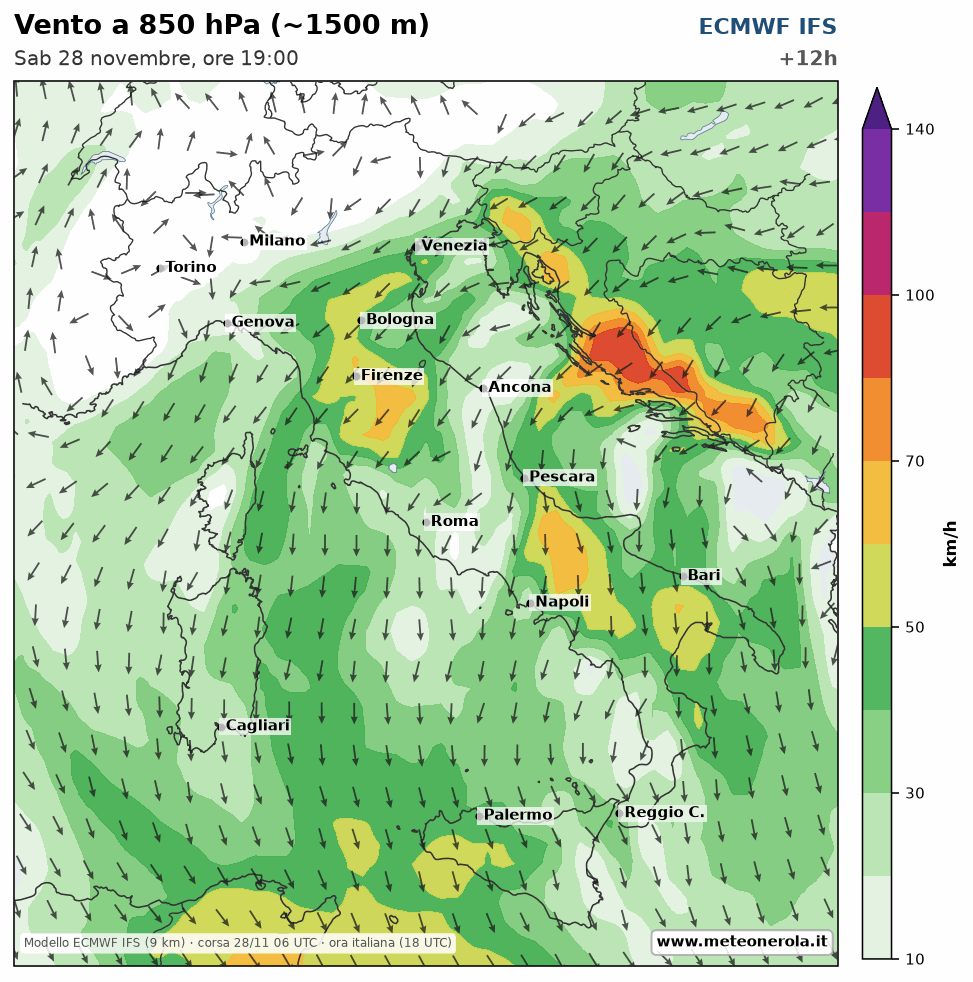 Vento a 850 hPa (~1500 m)
ECMWF IFS
Sab 28 novembre, ore 19:00
+12h
Milano
Venezia
Torino
Genova
Bologna
Firenze
Ancona
Pescara
Roma
Bari
Napoli
Cagliari
Palermo
Reggio C.
140
100
70
50
30
10
km/h
Modello ECMWF IFS (9 km) · corsa 28/11 06 UTC · ora italiana (18 UTC)
www.meteonerola.it